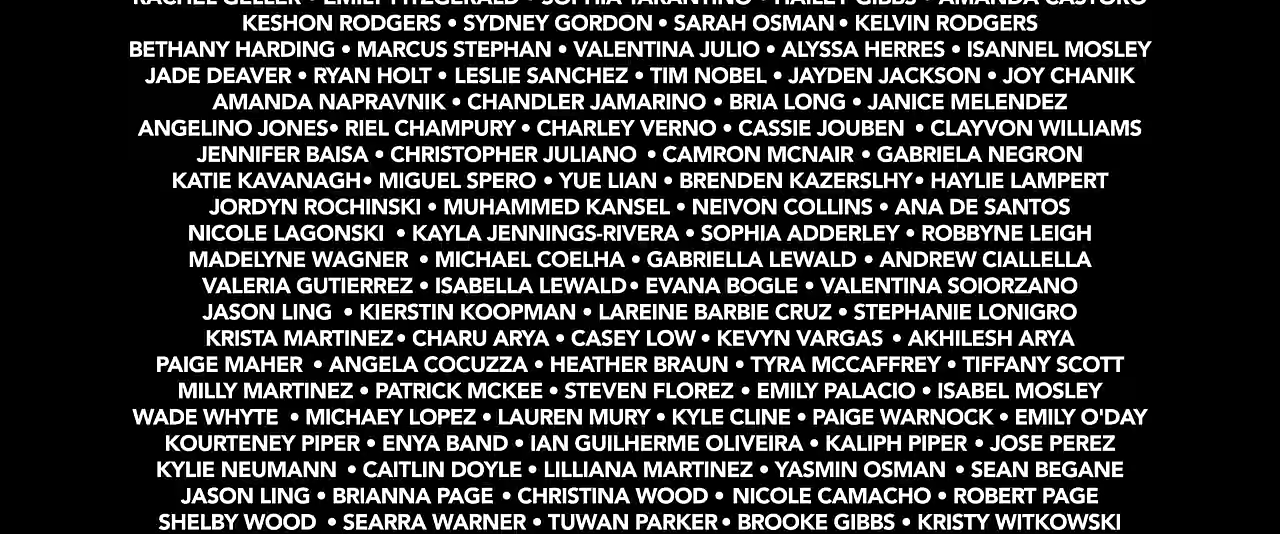 RACHEL GELLER • EMILY FITZGERALD • SOPHIA TARANTINO • HAILEY GIBBS • AMANDA CASTORO
KESHON RODGERS • SYDNEY GORDON • SARAH OSMAN • KELVIN RODGERS
BETHANY HARDING • MARCUS STEPHAN • VALENTINA JULIO • ALYSSA HERRES • ISANNEL MOSLEY
JADE DEAVER • RYAN HOLT • LESLIE SANCHEZ • TIM NOBEL • JAYDEN JACKSON • JOY CHANIK
AMANDA NAPRAVNIK • CHANDLER JAMARINO • BRIA LONG • JANICE MELENDEZ
ANGELINO JONES• RIEL CHAMPURY • CHARLEY VERNO • CASSIE JOUBEN • CLAYVON WILLIAMS
JENNIFER BAISA • CHRISTOPHER JULIANO • CAMRON MCNAIR • GABRIELA NEGRON
KATIE KAVANAGH• MIGUEL SPERO • YUE LIAN • BRENDEN KAZERSLHY• HAYLIE LAMPERT
JORDYN ROCHINSKI • MUHAMMED KANSEL • NEIVON COLLINS • ANA DE SANTOS
NICOLE LAGONSKI • KAYLA JENNINGS-RIVERA • SOPHIA ADDERLEY • ROBBYNE LEIGH
MADELYNE WAGNER • MICHAEL COELHA • GABRIELLA LEWALD • ANDREW CIALLELLA
VALERIA GUTIERREZ • ISABELLA LEWALD• EVANA BOGLE • VALENTINA SOIORZANO
JASON LING • KIERSTIN KOOPMAN • LAREINE BARBIE CRUZ • STEPHANIE LONIGRO
KRISTA MARTINEZ• CHARU ARYA • CASEY LOW • KEVYN VARGAS • AKHILESH ARYA
PAIGE MAHER • ANGELA COCUZZA • HEATHER BRAUN • TYRA MCCAFFREY • TIFFANY SCOTT
MILLY MARTINEZ • PATRICK MCKEE • STEVEN FLOREZ • EMILY PALACIO • ISABEL MOSLEY
WADE WHYTE • MICHAEY LOPEZ • LAUREN MURY • KYLE CLINE • PAIGE WARNOCK • EMILY O'DAY
KOURTENEY PIPER • ENYA BAND • IAN GUILHERME OLIVEIRA • KALIPH PIPER • JOSE PEREZ
KYLIE NEUMANN • CAITLIN DOYLE • LILLIANA MARTINEZ • YASMIN OSMAN • SEAN BEGANE
JASON LING • BRIANNA PAGE • CHRISTINA WOOD • NICOLE CAMACHO • ROBERT PAGE
SHELBY WOOD • SEARRA WARNER • TUWAN PARKER• BROOKE GIBBS • KRISTY WITKOWSKI